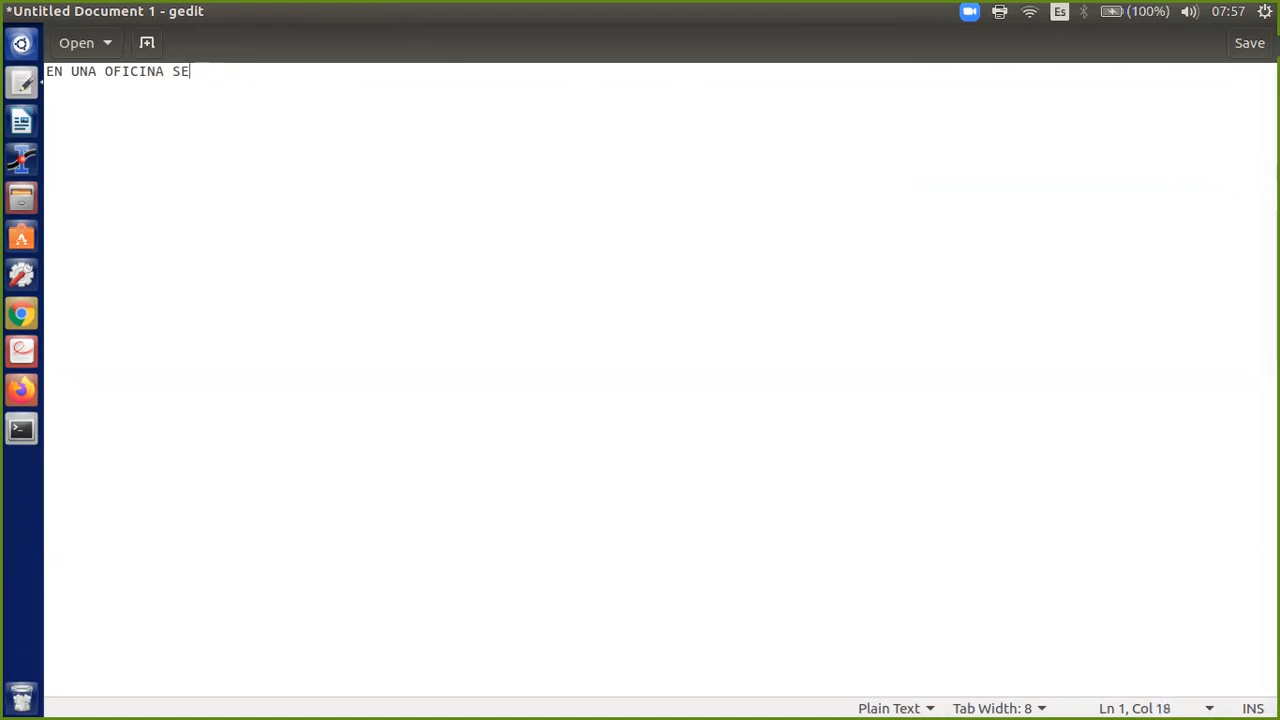 *Untitled Document 1 - gedit
Es
(100%)
07:57
Open
Save
EN UNA OFICINA SE
Plain Text
Tab Width: 8
Ln 1, Col 18
INS